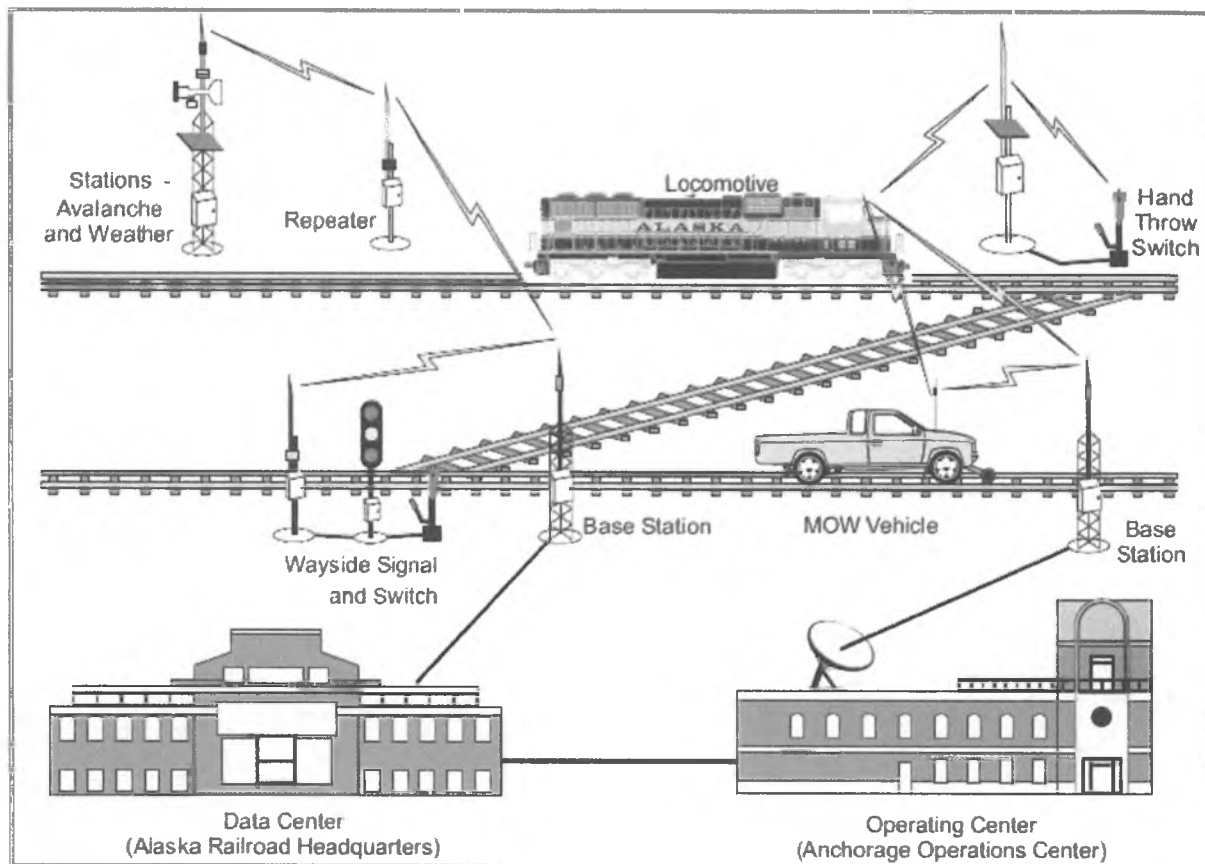 Stations -
Avalanche
and Weather
Repeater
Locomotive
ALASKA
Hand
Throw
Switch
Wayside Signal
and Switch
Base Station
MOW Vehicle
Base
Station
Data Center
(Alaska Railroad Headquarters)
Operating Center
(Anchorage Operations Center)